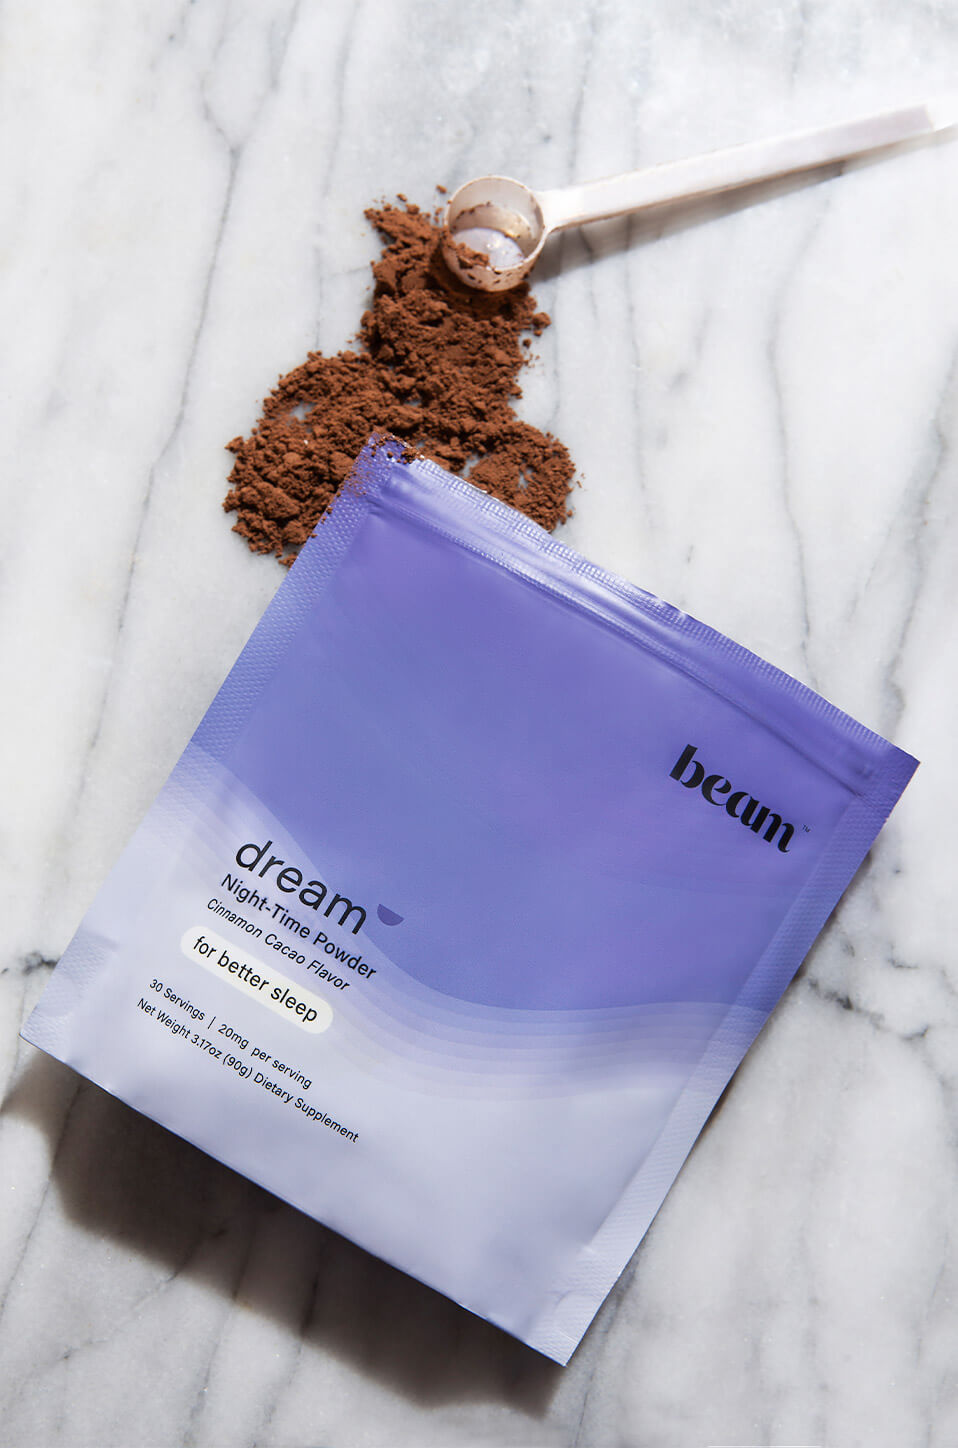 beam™
dream
Night-Time Powder
Cinnamon Cacao Flavor
for better sleep
30 Servings | 20mg per serving
Net Weight 3.17oz (90g) Dietary Supplement